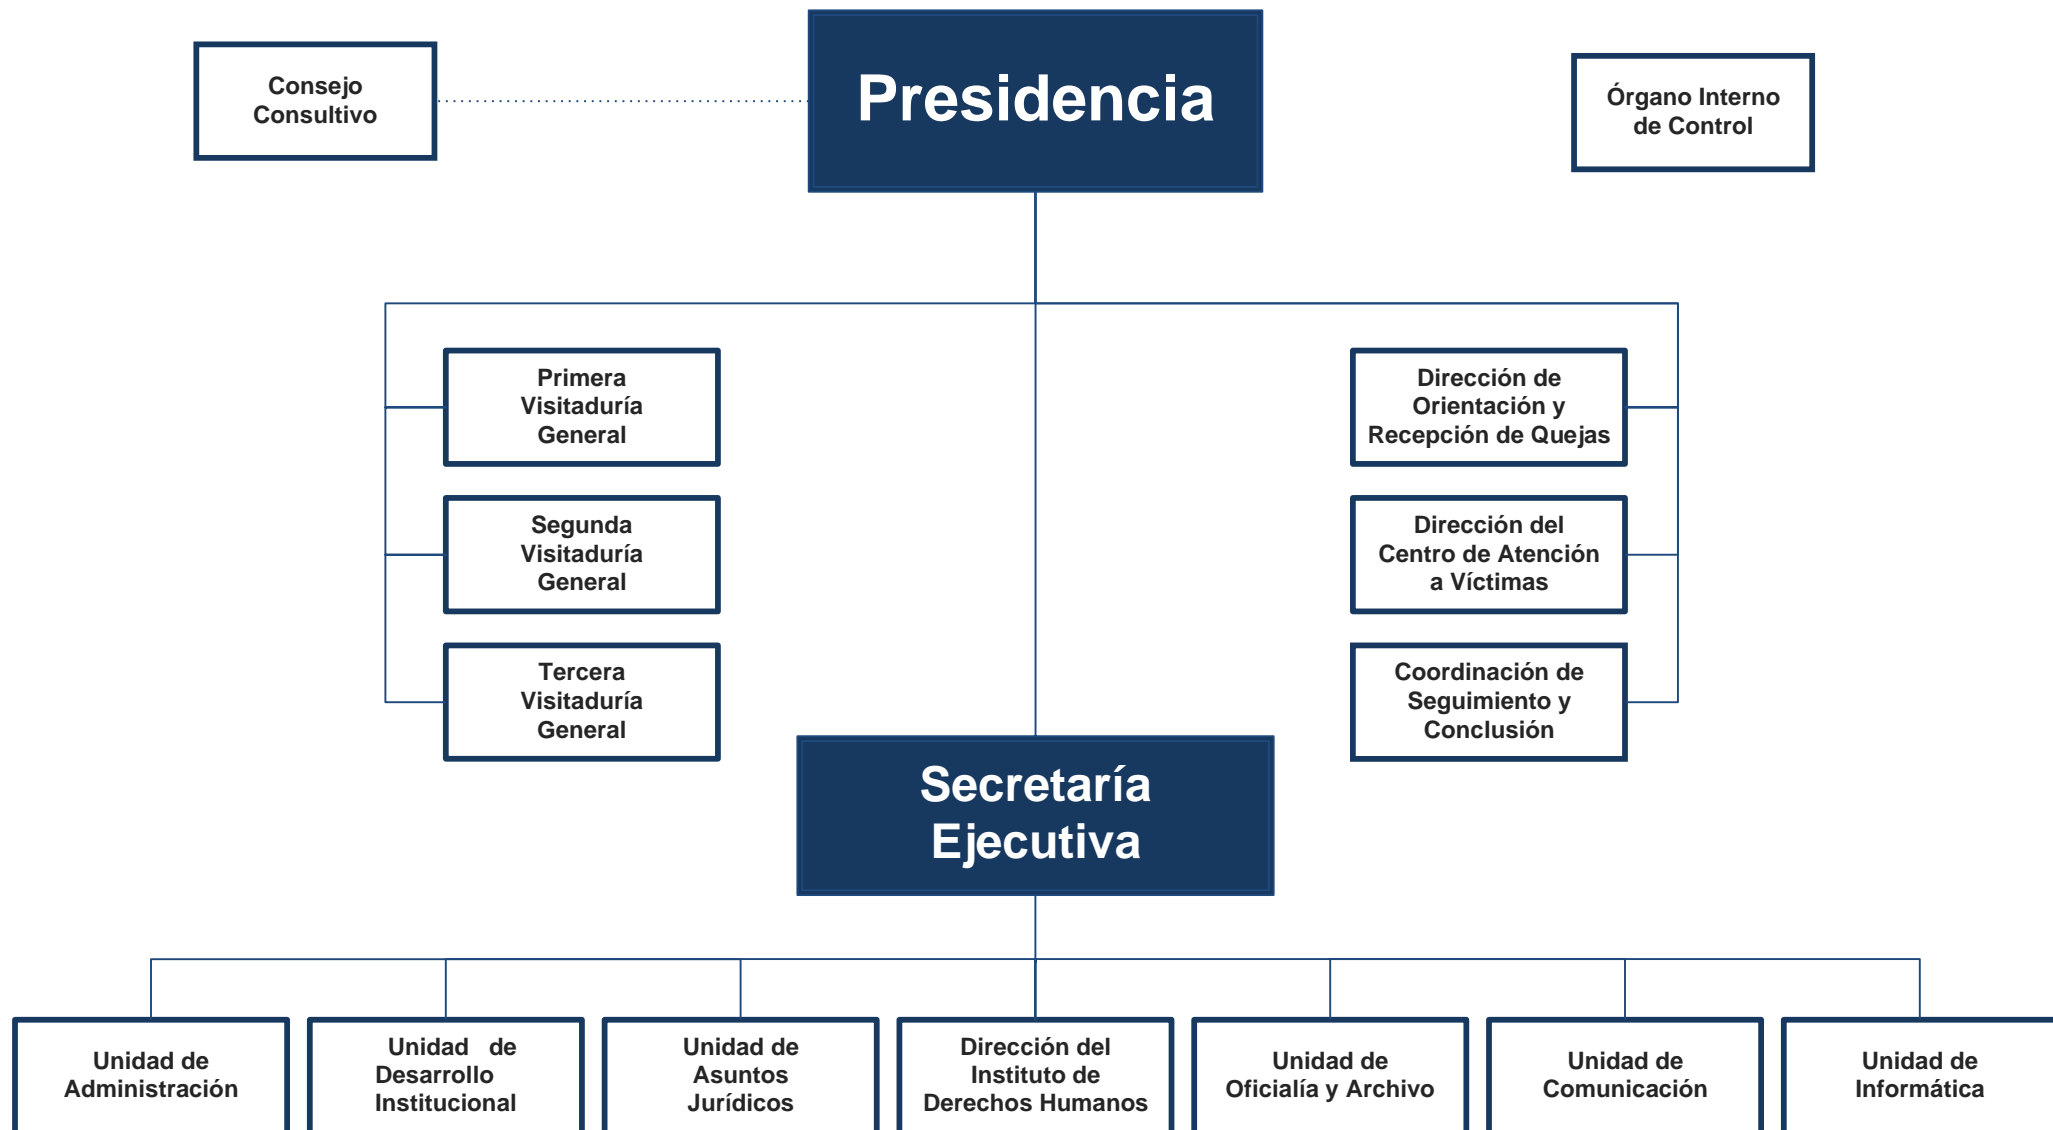 Consejo
Consultivo
Presidencia
Órgano Interno
de Control
Primera
Visitaduría
General
Dirección de
Orientación y
Recepción de Quejas
Segunda
Visitaduría
General
Dirección del
Centro de Atención
a Víctimas
Tercera
Visitaduría
General
Coordinación de
Seguimiento y
Conclusión
Secretaría
Ejecutiva
Unidad de
Administración
Unidad de
Desarrollo
Institucional
Unidad de
Asuntos
Jurídicos
Dirección del
Instituto de
Derechos Humanos
Unidad de
Oficialía y Archivo
Unidad de
Comunicación
Unidad de
Informática